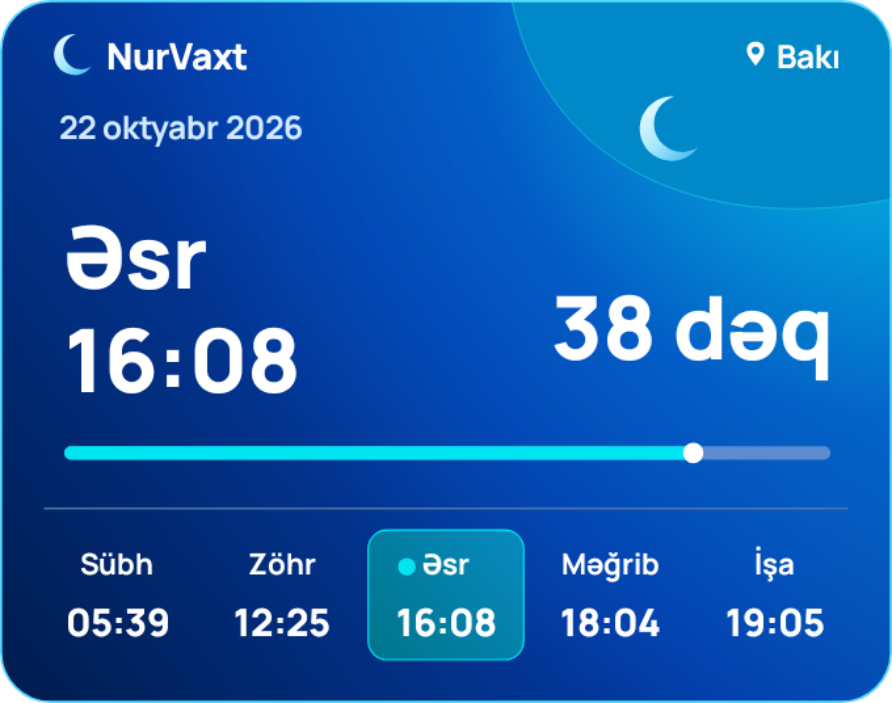 NurVaxt
Bakı
22 oktyabr 2026
Əsr
16:08
38 dəq
Sübh Zöhr Əsr Məğrib İşa
05:39 12:25 16:08 18:04 19:05